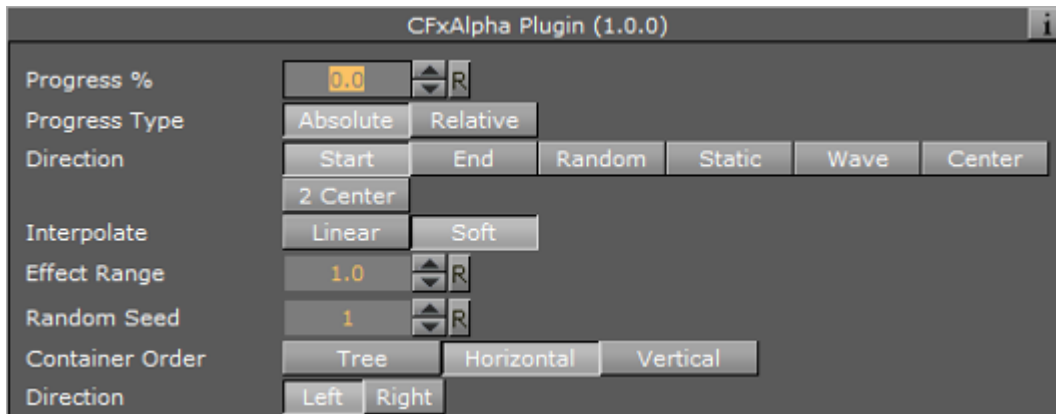 CFxAlpha Plugin (1.0.0) i
Progress % 0.0 R
Progress Type Absolute Relative
Direction Start End Random Static Wave Center
2 Center
Interpolate Linear Soft
Effect Range 1.0 R
Random Seed 1 R
Container Order Tree Horizontal Vertical
Direction Left Right